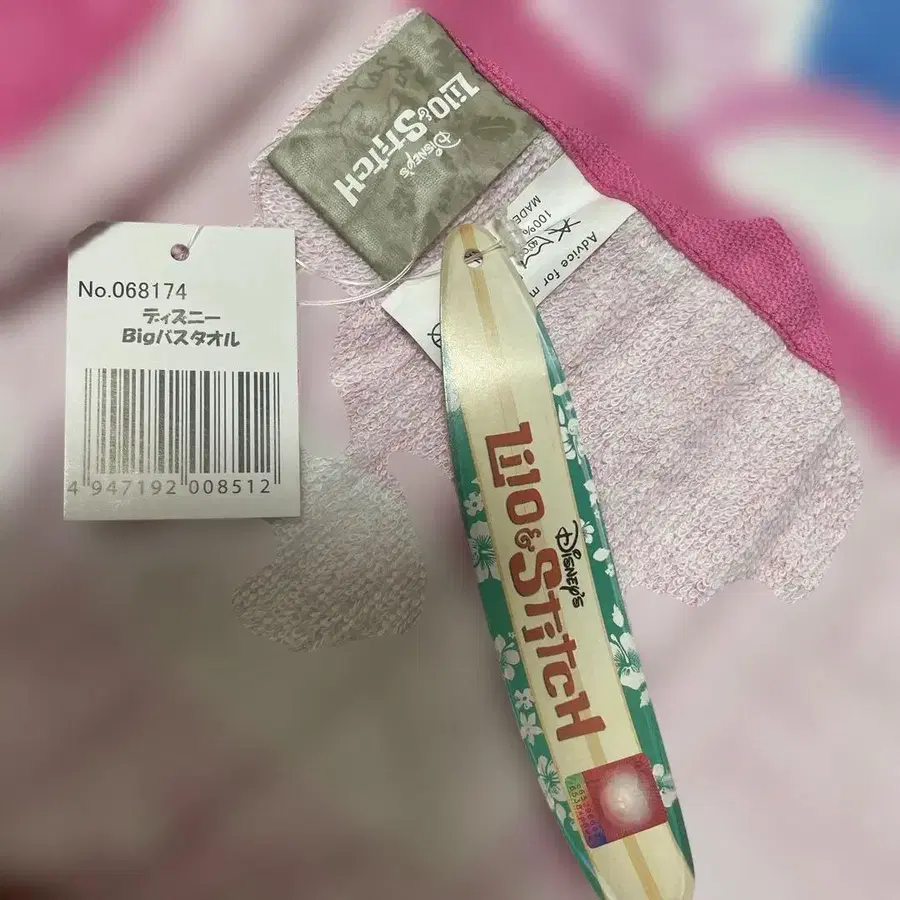 Disney's
Lilo & Stitch
100%
MADE
40
Advice for m
No.068174
ディズニー
Bigバスタオル
4 947192 008512
Disney's
Lilo & Stitch